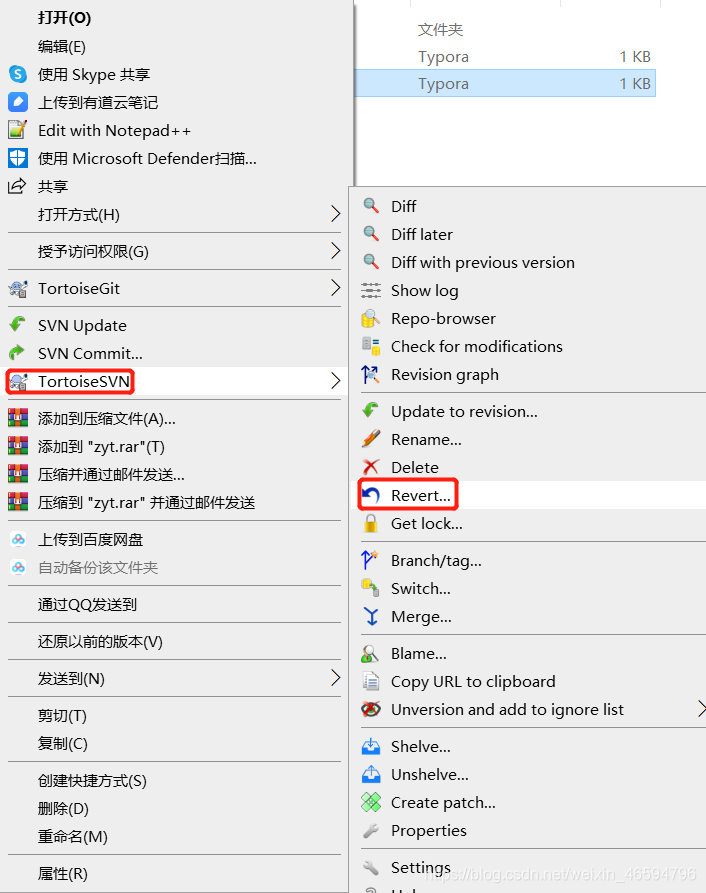 打开(O)
编辑(E)
使用 Skype 共享
上传到有道云笔记
Edit with Notepad++
使用 Microsoft Defender扫描...
共享
打开方式(H)
授予访问权限(G)
TortoiseGit
SVN Update
SVN Commit...
TortoiseSVN
添加到压缩文件(A)...
添加到 "zyt.rar"(T)
压缩并通过邮件发送...
压缩到 "zyt.rar" 并通过邮件发送
上传到百度网盘
自动备份该文件夹
通过QQ发送到
还原以前的版本(V)
发送到(N)
剪切(T)
复制(C)
创建快捷方式(S)
删除(D)
重命名(M)
属性(R)
文件夹
Typora 1 KB
Typora 1 KB
Diff
Diff later
Diff with previous version
Show log
Repo-browser
Check for modifications
Revision graph
Update to revision...
Rename...
Delete
Revert...
Get lock...
Branch/tag...
Switch...
Merge...
Blame...
Copy URL to clipboard
Unversion and add to ignore list
Shelve...
Unshelve...
Create patch...
Properties
Settings
https://blog.csdn.net/weixin_46594796